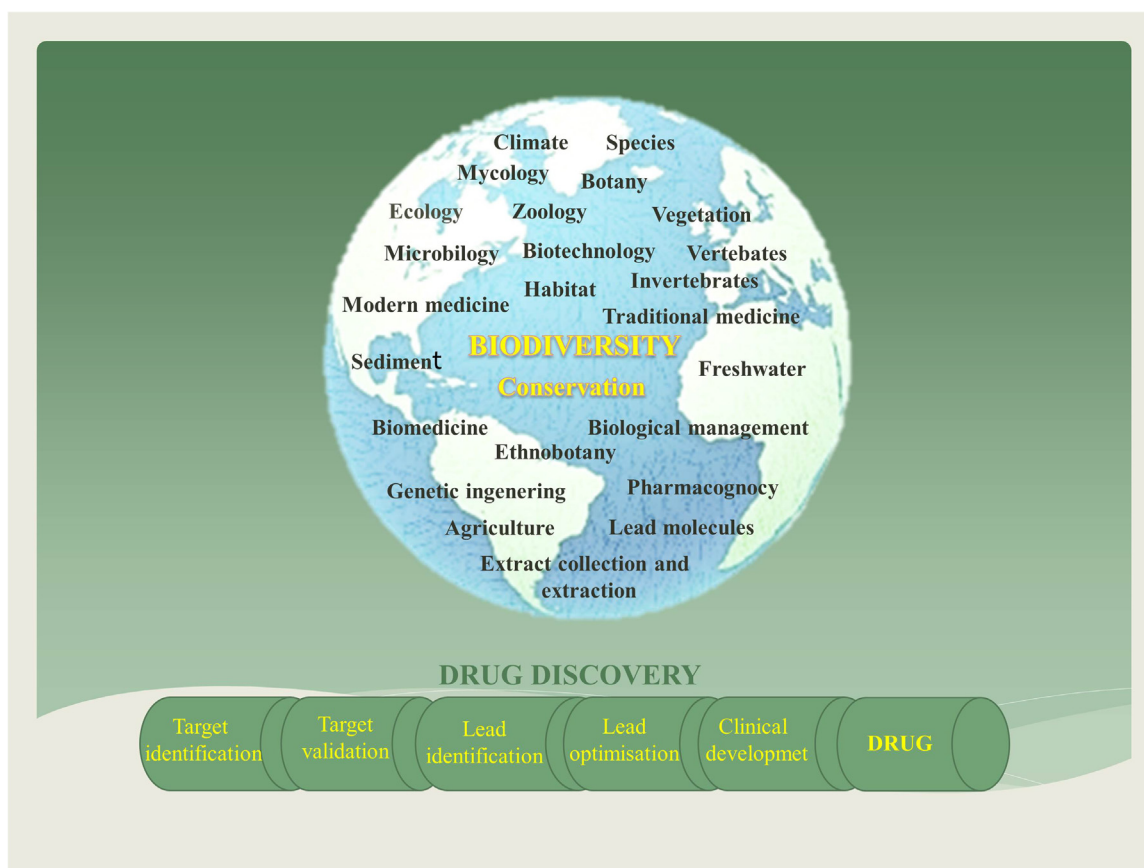 Climate Species
Mycology Botany
Ecology Zoology Vegetation
Microbilogy Biotechnology Vertebates
Habitat Invertebrates
Modern medicine Traditional medicine
BIODIVERSITY
Sediment Freshwater
Conservation
Biomedicine Biological management
Ethnobotany
Genetic ingenering Pharmacognocy
Agriculture Lead molecules
Extract collection and
extraction
DRUG DISCOVERY
Target
identification
Target
validation
Lead
identification
Lead
optimisation
Clinical
developmet
DRUG